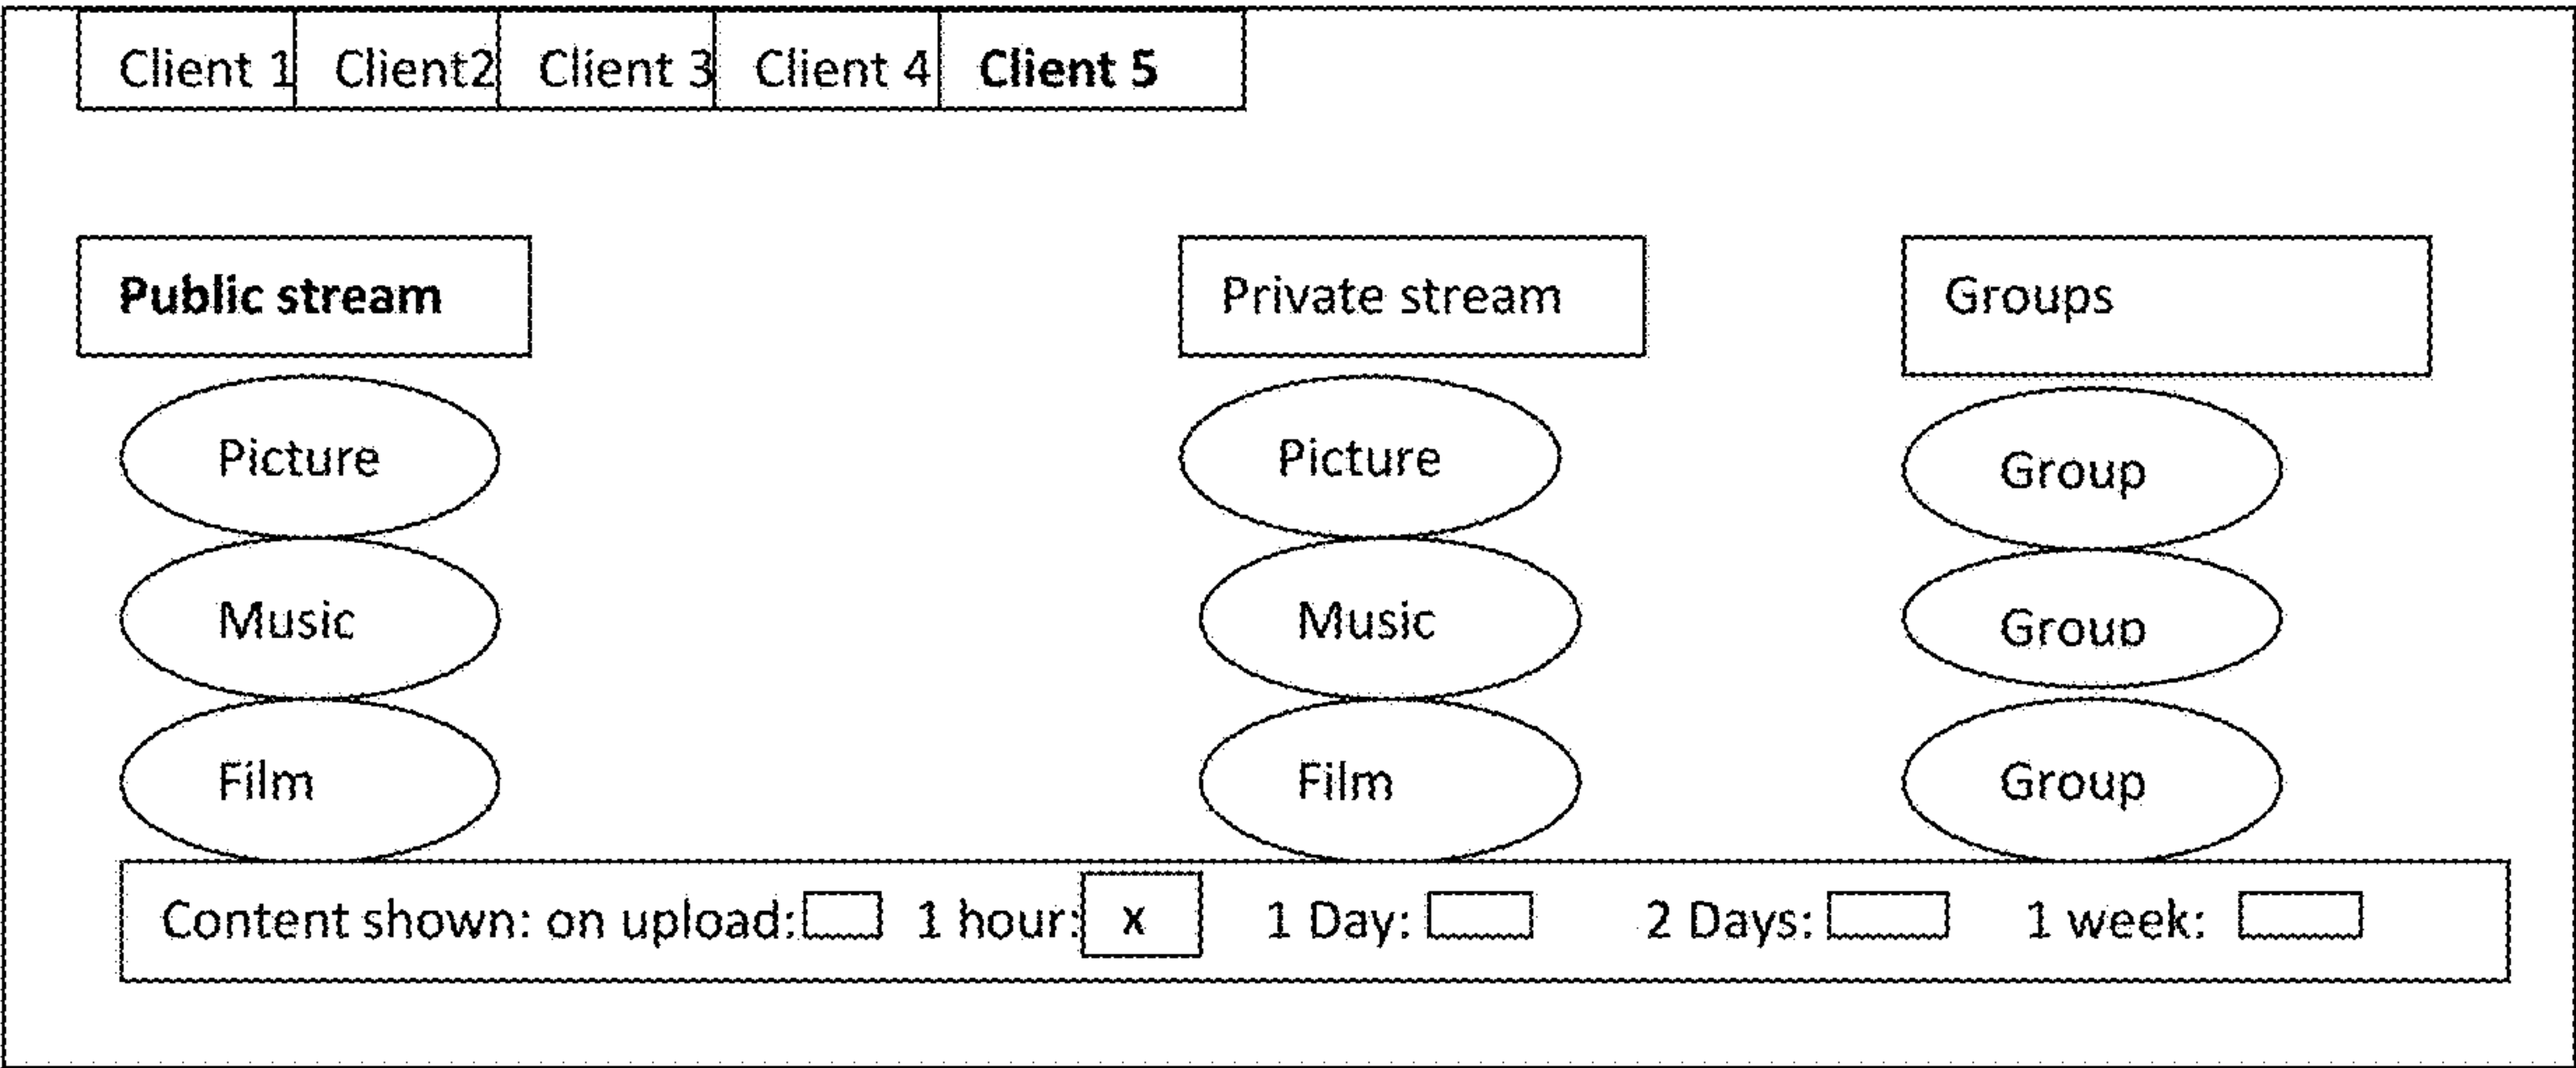 Client 1 Client2 Client 3 Client 4 Client 5
Public stream Private stream Groups
Picture Picture Group
Music Music Group
Film Film Group
Content shown: on upload: 1 hour: x 1 Day: 2 Days: 1 week: